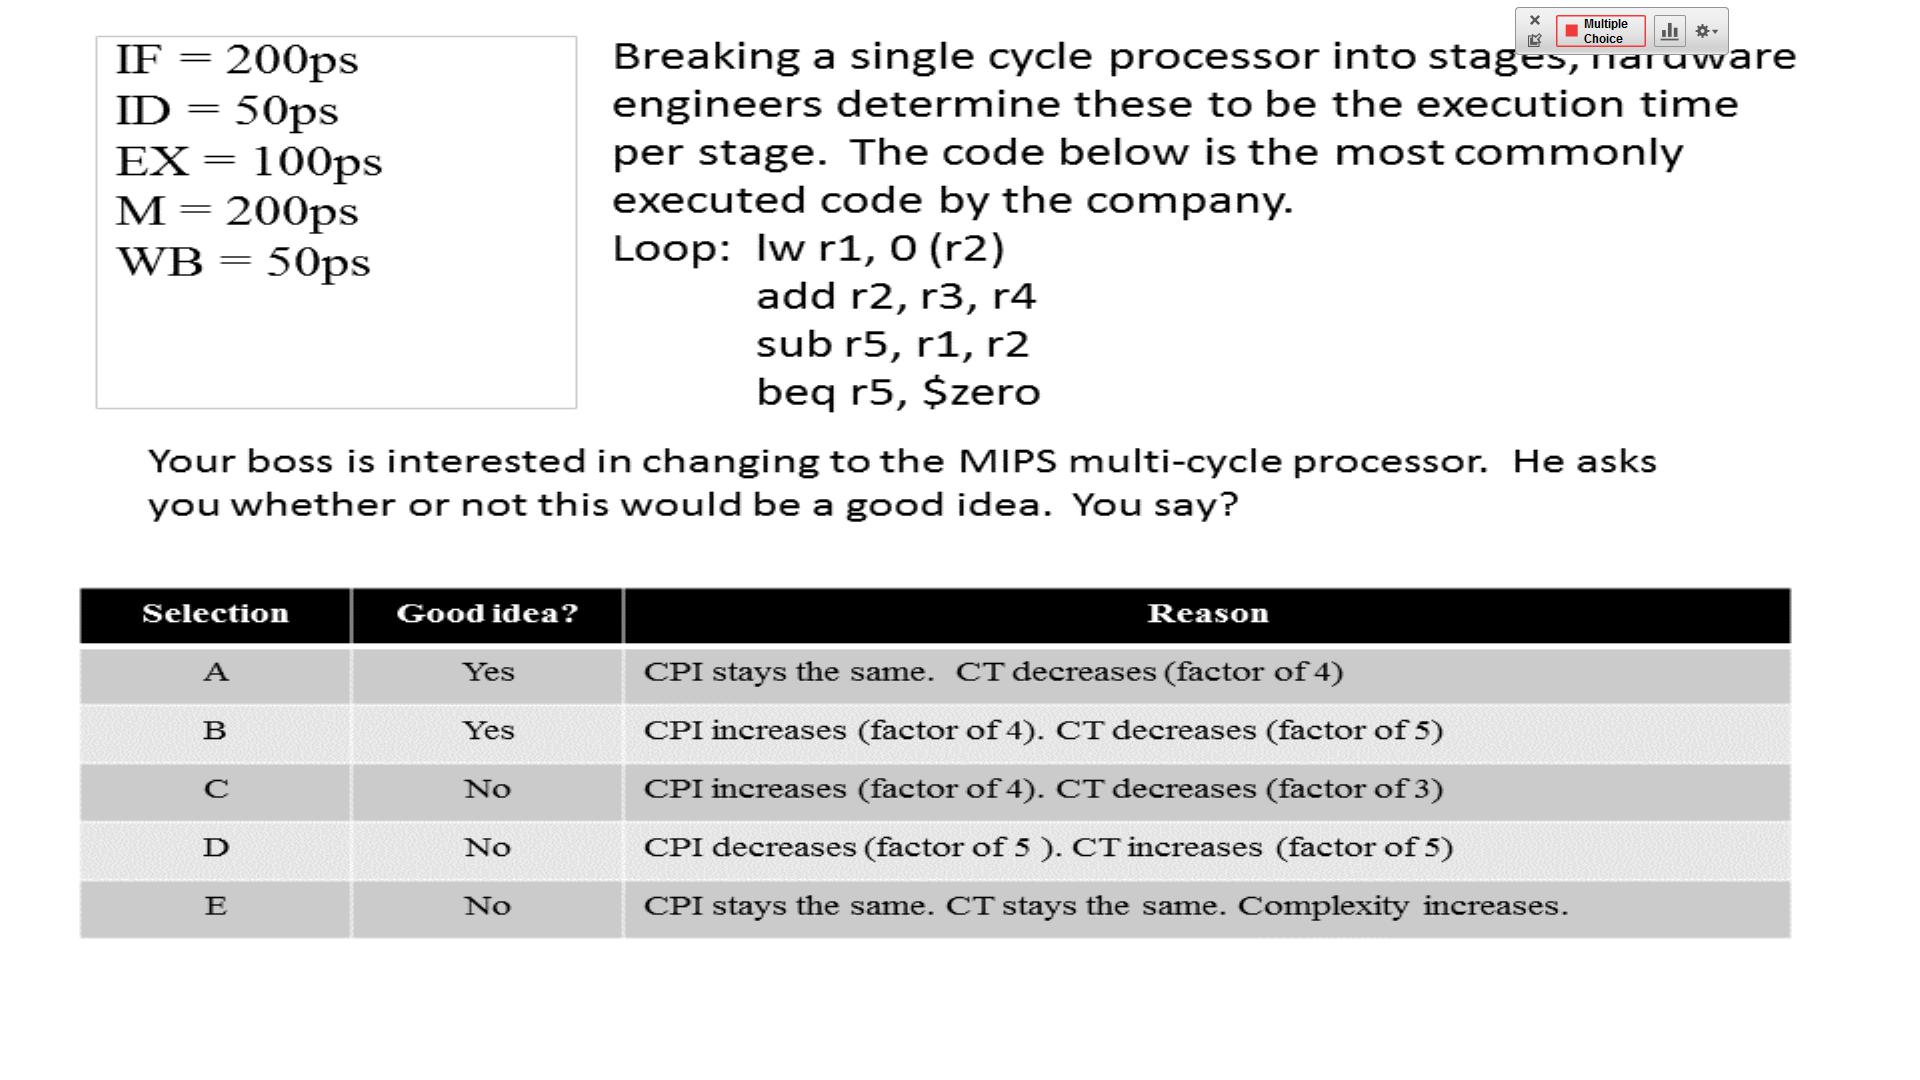 Multiple
Choice
IF = 200ps
ID = 50ps
EX = 100ps
M = 200ps
WB = 50ps
Breaking a single cycle processor into stages, hardware
engineers determine these to be the execution time
per stage. The code below is the most commonly
executed code by the company.
Loop: lw r1, 0 (r2)
add r2, r3, r4
sub r5, r1, r2
beq r5, $zero
Your boss is interested in changing to the MIPS multi-cycle processor. He asks
you whether or not this would be a good idea. You say?
Selection Good idea? Reason
A Yes CPI stays the same. CT decreases (factor of 4)
B Yes CPI increases (factor of 4). CT decreases (factor of 5)
C No CPI increases (factor of 4). CT decreases (factor of 3)
D No CPI decreases (factor of 5 ). CT increases (factor of 5)
E No CPI stays the same. CT stays the same. Complexity increases.